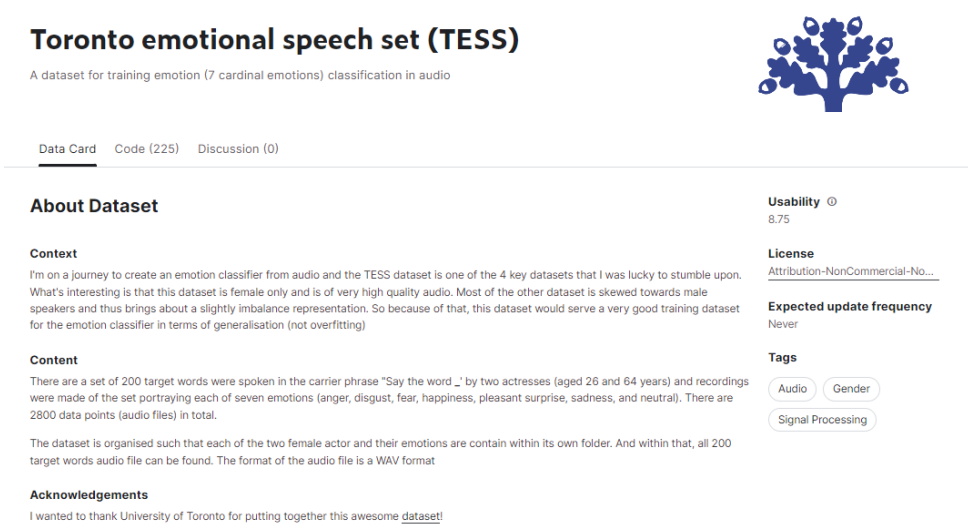 Toronto emotional speech set (TESS)
A dataset for training emotion (7 cardinal emotions) classification in audio
Data Card Code (225) Discussion (0)
About Dataset
Context
I'm on a journey to create an emotion classifier from audio and the TESS dataset is one of the 4 key datasets that I was lucky to stumble upon.
What's interesting is that this dataset is female only and is of very high quality audio. Most of the other dataset is skewed towards male
speakers and thus brings about a slightly imbalance representation. So because of that, this dataset would serve a very good training dataset
for the emotion classifier in terms of generalisation (not overfitting)
Content
There are a set of 200 target words were spoken in the carrier phrase "Say the word _' by two actresses (aged 26 and 64 years) and recordings
were made of the set portraying each of seven emotions (anger, disgust, fear, happiness, pleasant surprise, sadness, and neutral). There are
2800 data points (audio files) in total.
The dataset is organised such that each of the two female actor and their emotions are contain within its own folder. And within that, all 200
target words audio file can be found. The format of the audio file is a WAV format
Acknowledgements
I wanted to thank University of Toronto for putting together this awesome dataset!
Usability
8.75
License
Attribution-NonCommercial-No...
Expected update frequency
Never
Tags
Audio Gender
Signal Processing